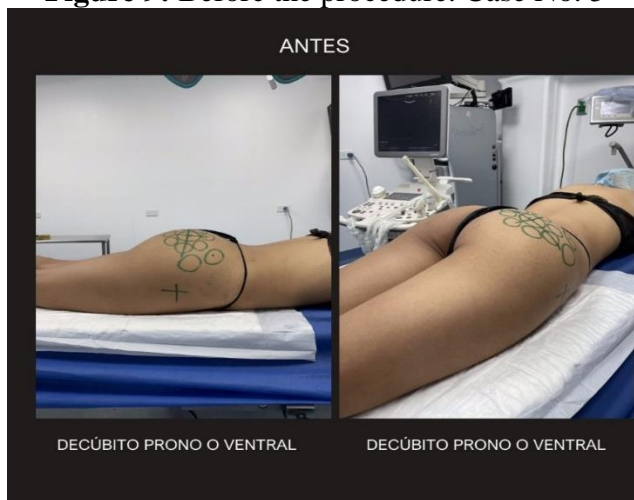 Figure 9. Before the procedure. Case No. 3
ANTES
DECÚBITO PRONO O VENTRAL
DECÚBITO PRONO O VENTRAL